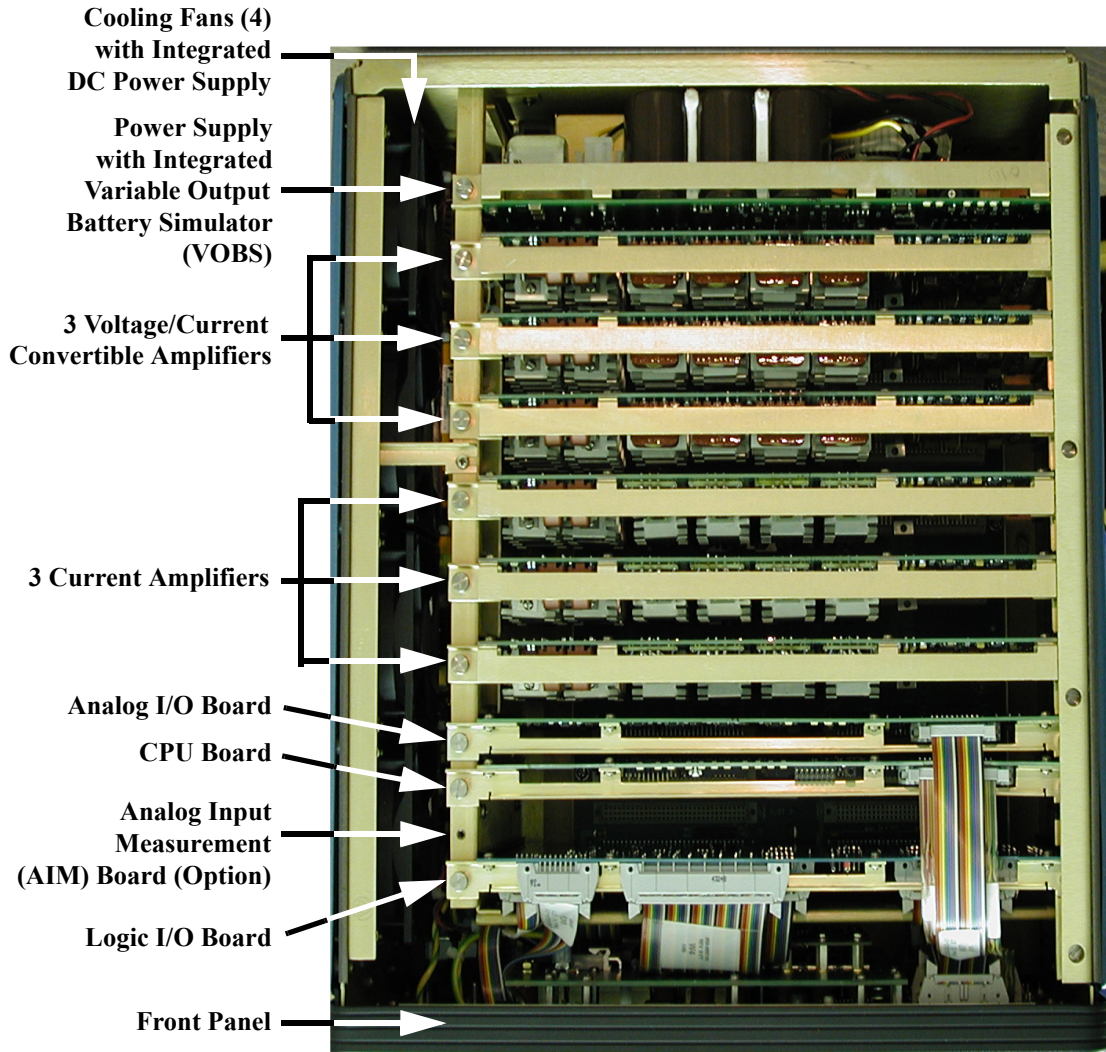 Cooling Fans (4)
with Integrated
DC Power Supply
Power Supply
with Integrated
Variable Output
Battery Simulator
(VOBS)
3 Voltage/Current
Convertible Amplifiers
3 Current Amplifiers
Analog I/O Board
CPU Board
Analog Input
Measurement
(AIM) Board (Option)
Logic I/O Board
Front Panel